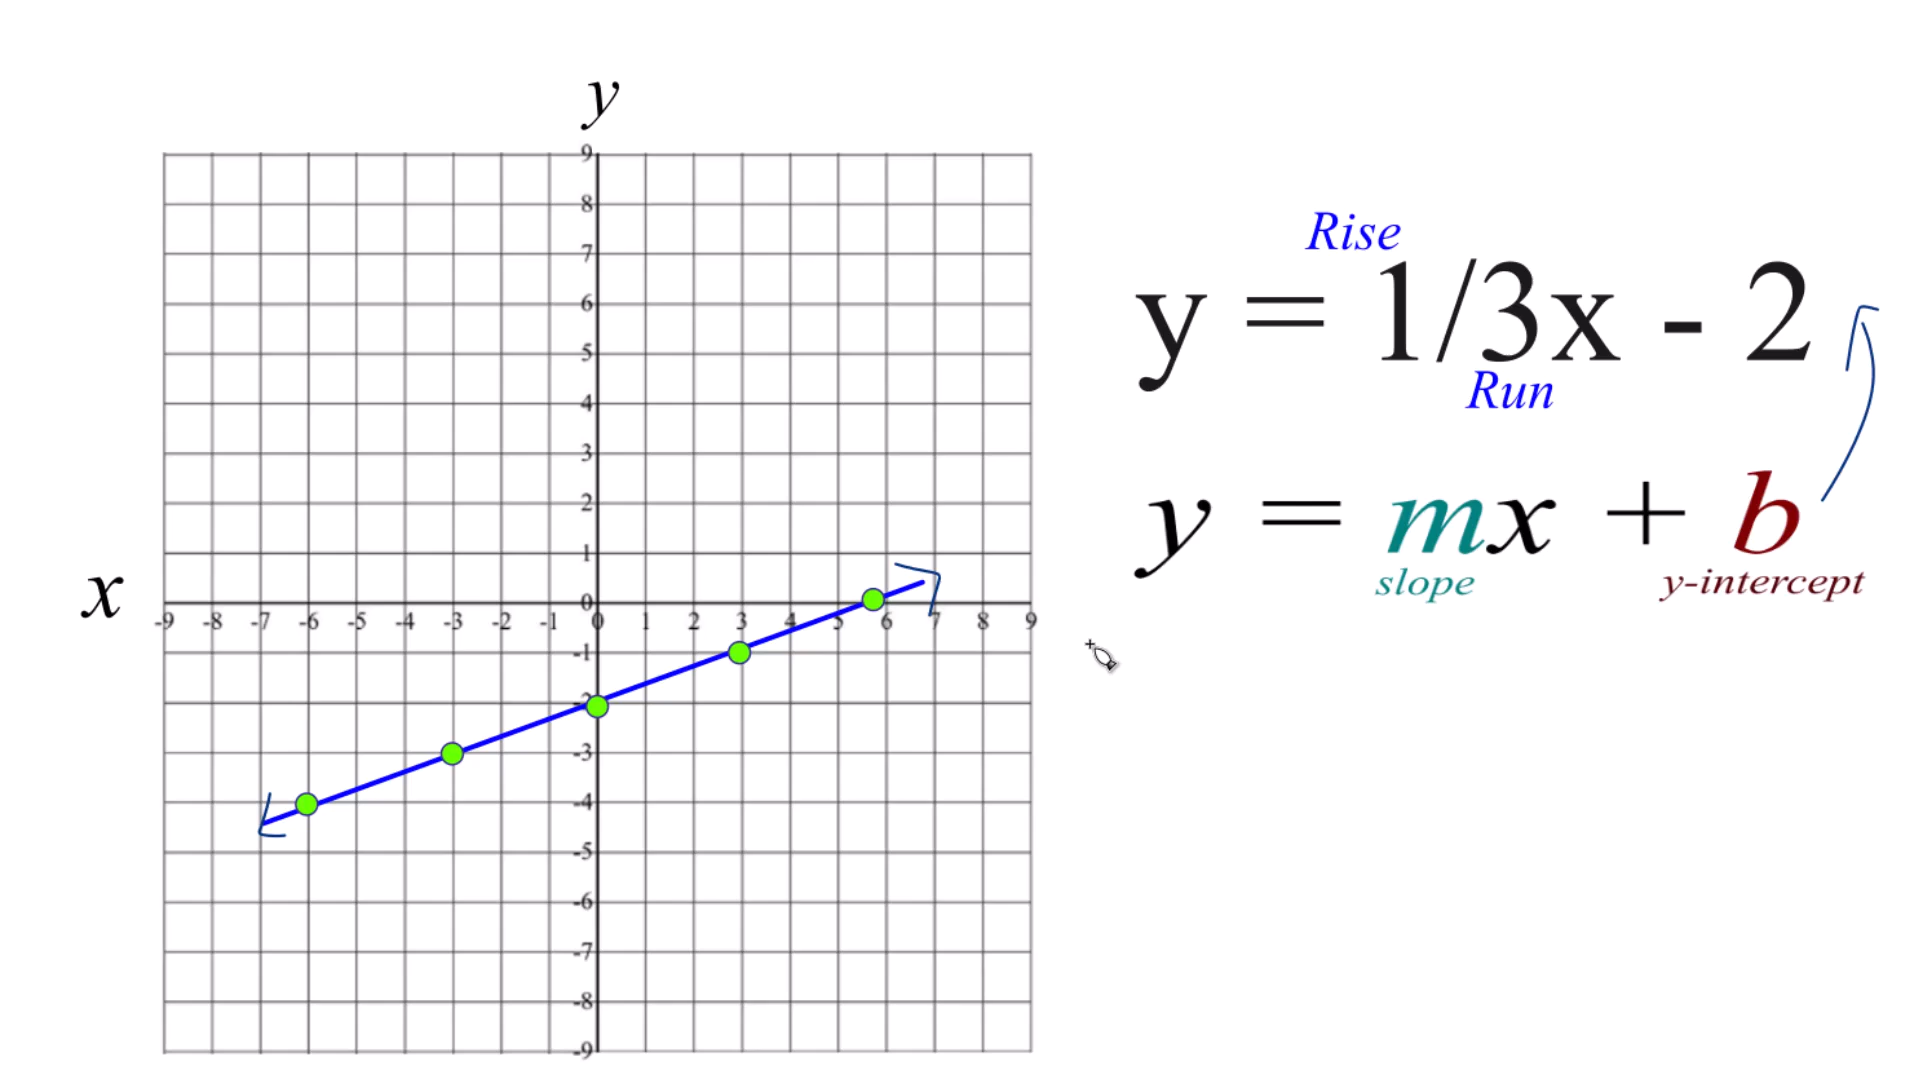 y
9
8
7
6
5
4
3
2
1
0
x
-9 -8 -7 -6 -5 -4 -3 -2 -1 0 1 2 3 4 5 6 7 8 9
-1
-2
-3
-4
-5
-6
-7
-8
-9
Rise
y = 1/3x - 2
Run
y = mx + b
slope y-intercept